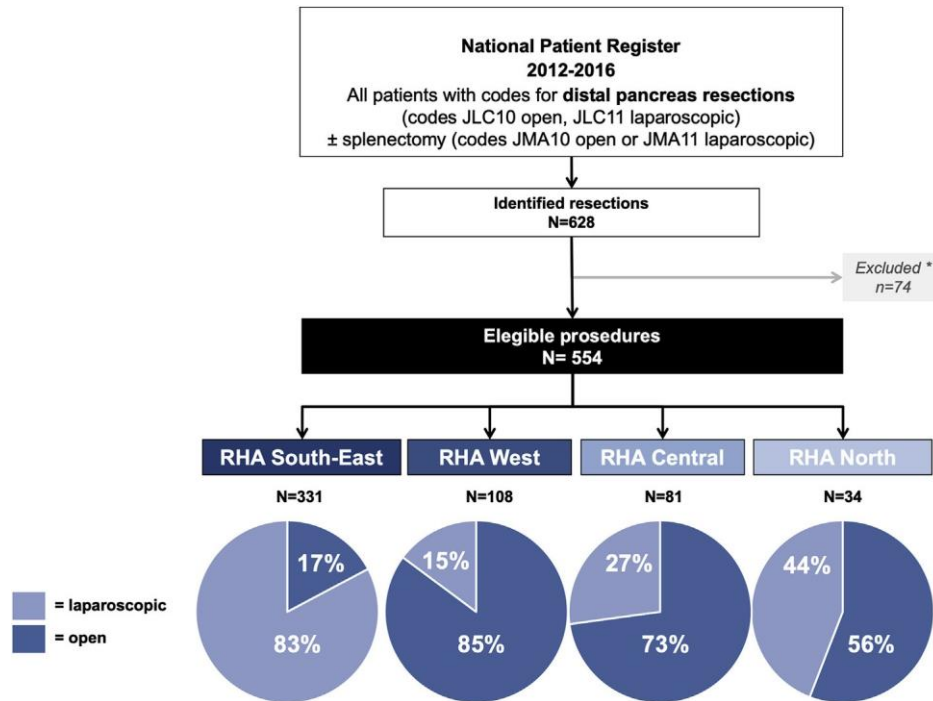 National Patient Register
2012-2016
All patients with codes for distal pancreas resections
(codes JLC10 open, JLC11 laparoscopic)
± splenectomy (codes JMA10 open or JMA11 laparoscopic)
Identified resections
N=628
Excluded *
n=74
Elegible prosedures
N= 554
RHA South-East
RHA West
RHA Central
RHA North
N=331
N=108
N=81
N=34
17%
83%
15%
85%
27%
73%
44%
56%
= laparoscopic
= open